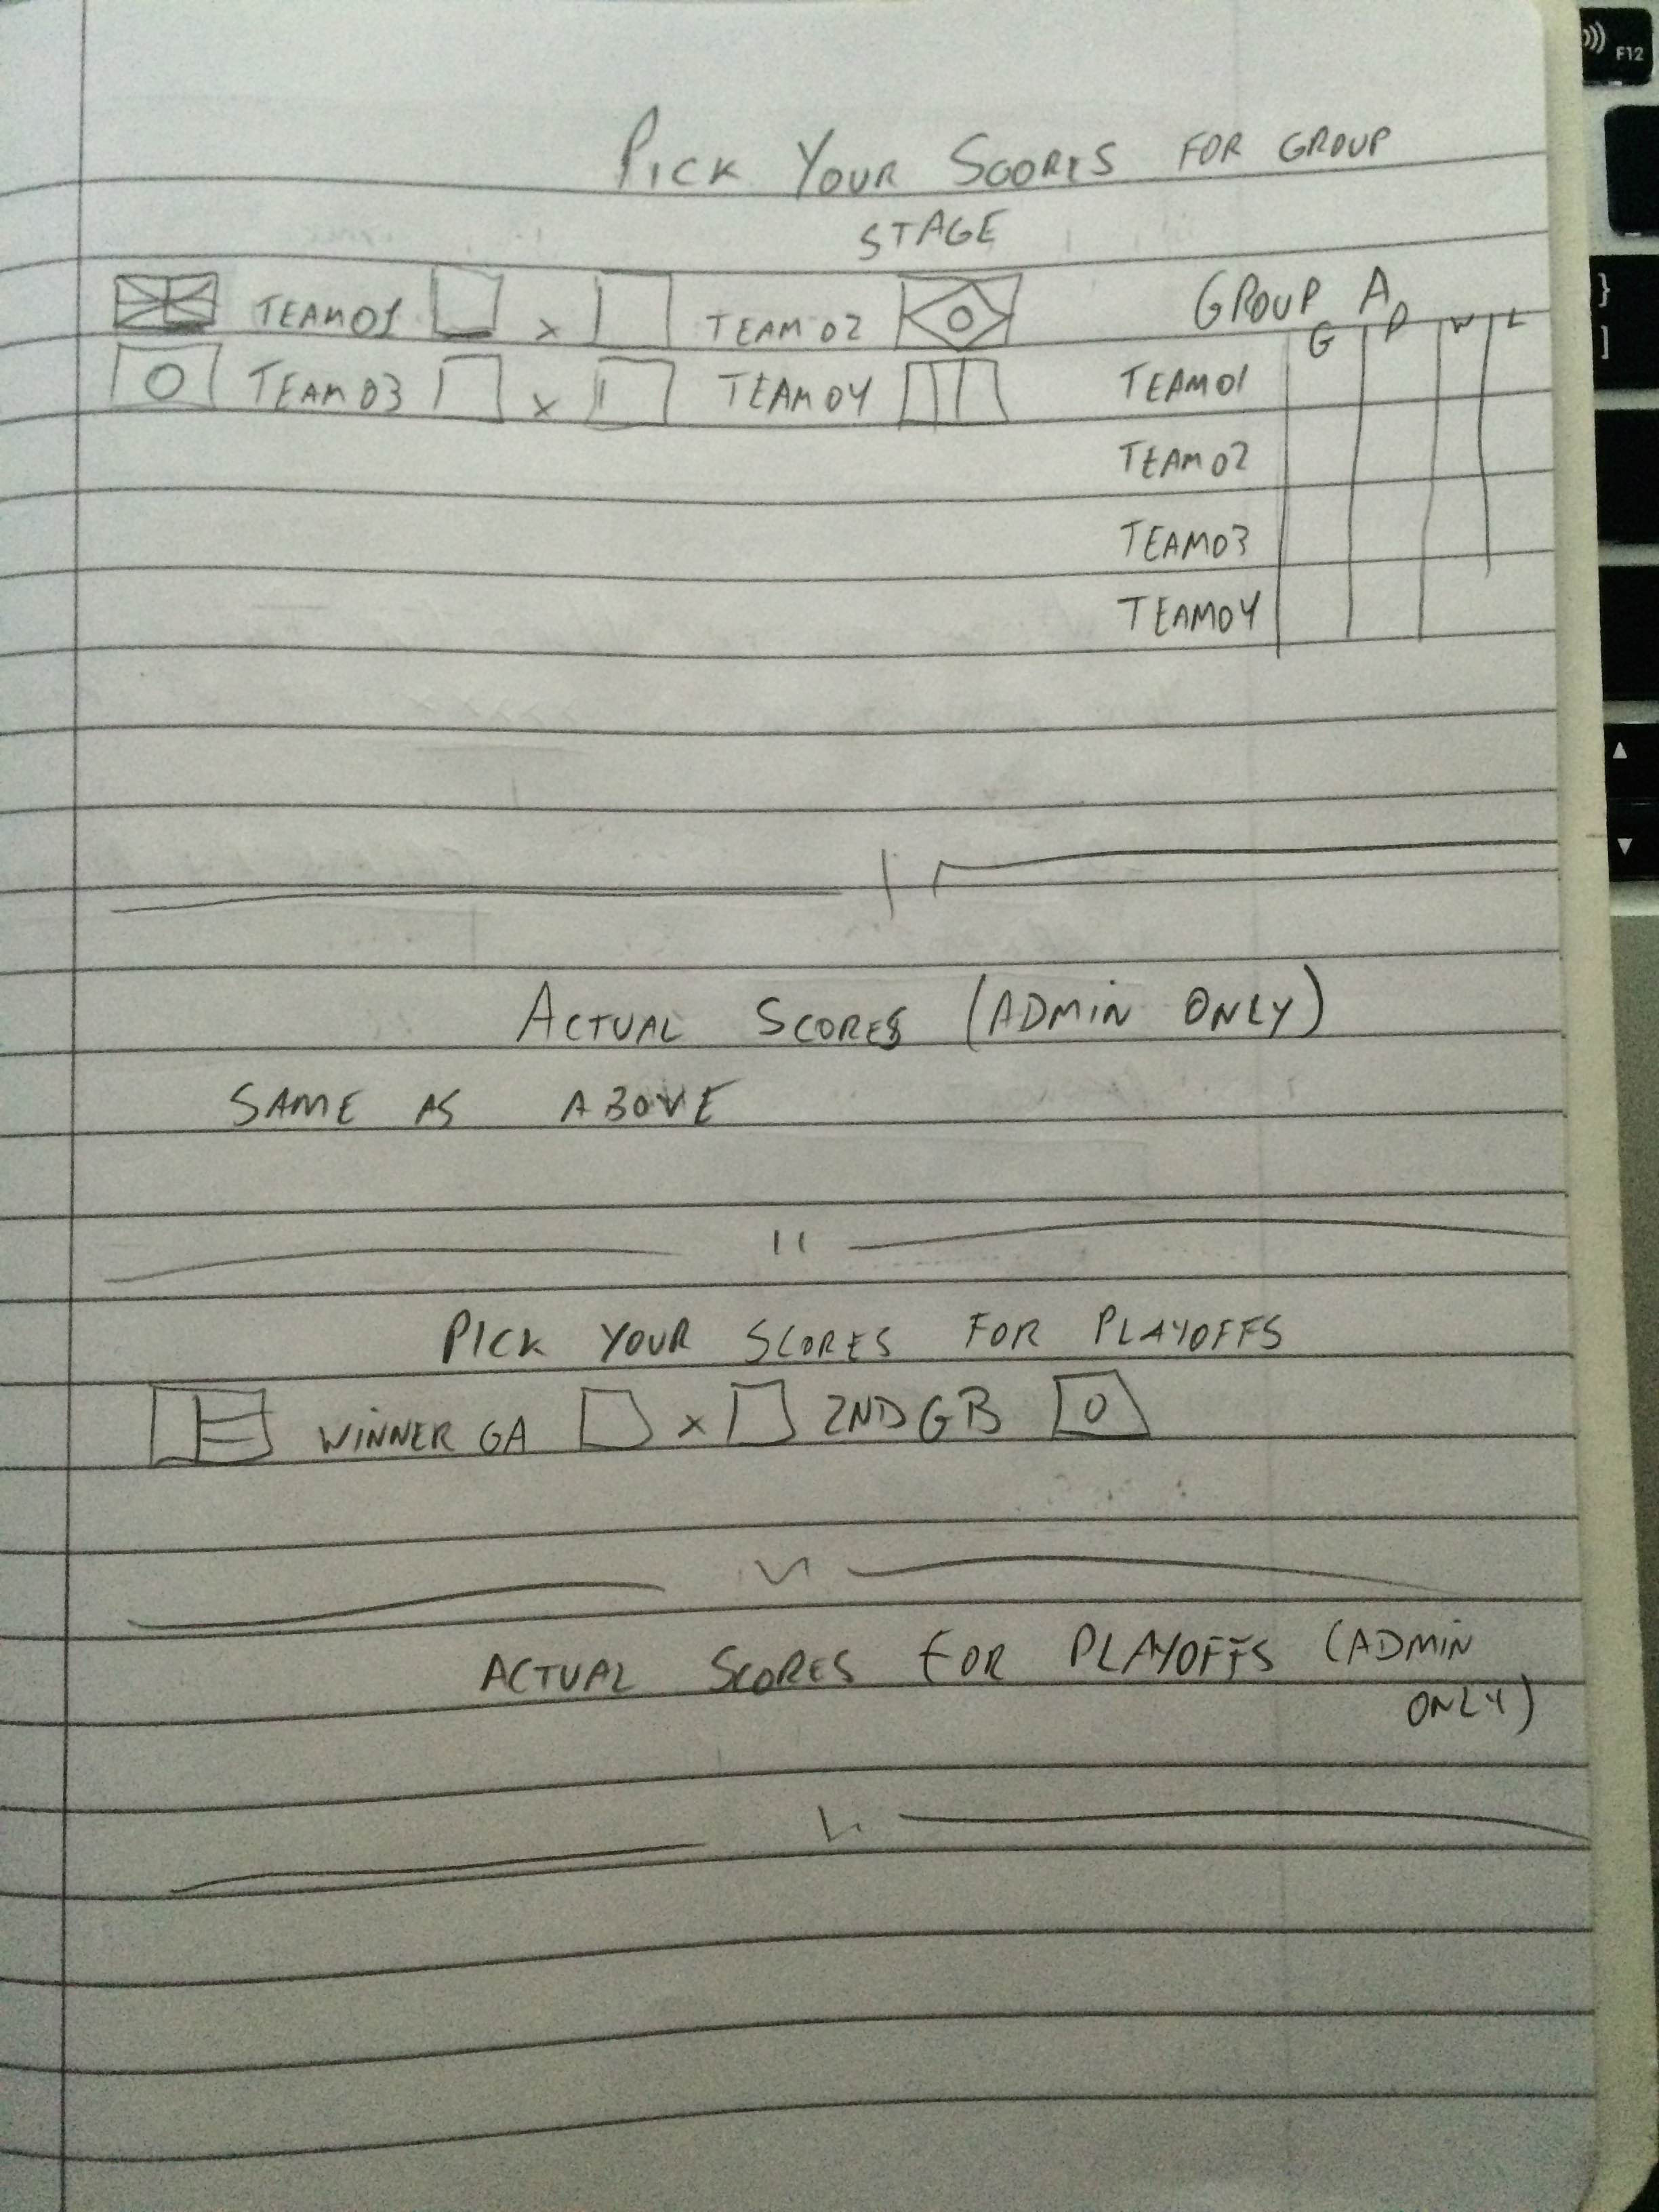 PICK YOUR SCORES FOR GROUP
STAGE
TEAM01 x TEAM02
TEAM03 x TEAM04
GROUP A
G P W L
TEAM01
TEAM02
TEAM03
TEAM04
ACTUAL SCORES (ADMIN ONLY)
SAME AS ABOVE
PICK YOUR SCORES FOR PLAYOFFS
WINNER GA x 2ND GB
ACTUAL SCORES FOR PLAYOFFS (ADMIN
ONLY)
F12
}
]